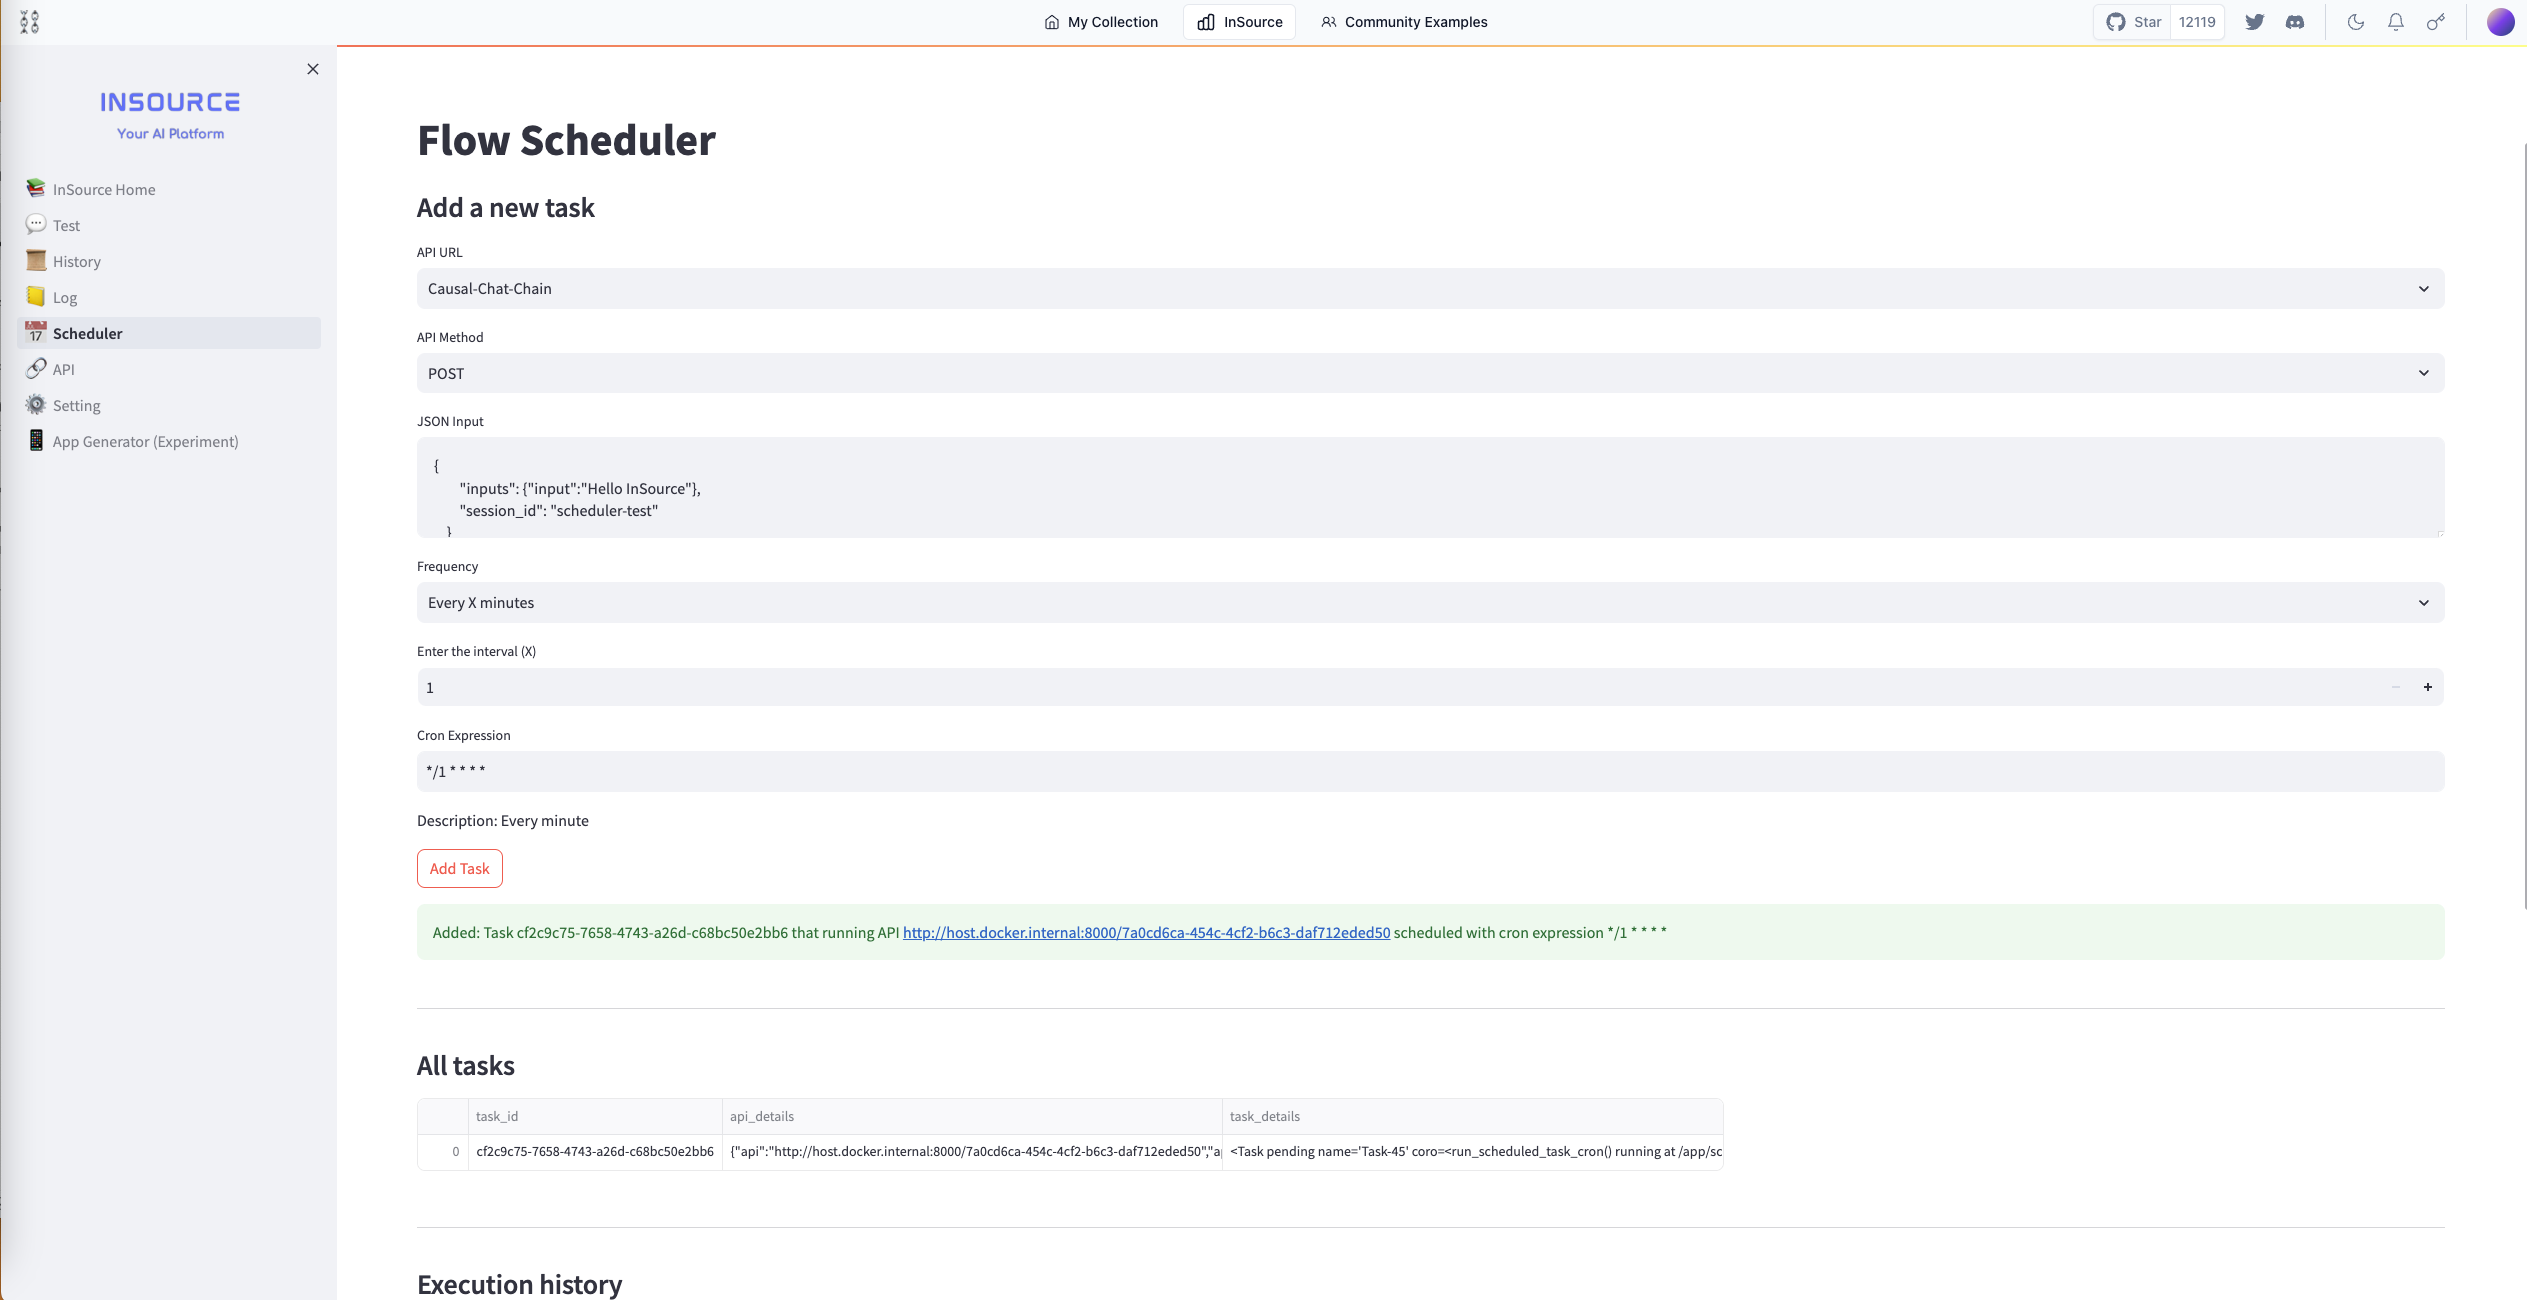 My Collection
InSource
Community Examples
Star
12119
INSOURCE
Your AI Platform
InSource Home
Test
History
Log
17
Scheduler
API
Setting
App Generator (Experiment)
Flow Scheduler
Add a new task
API URL
Causal-Chat-Chain
API Method
POST
JSON Input
{
"inputs": {"input":"Hello InSource"},
"session_id": "scheduler-test"
}
Frequency
Every X minutes
Enter the interval (X)
1
Cron Expression
*/1 * * * *
Description: Every minute
Add Task
Added: Task cf2c9c75-7658-4743-a26d-c68bc50e2bb6 that running API http://host.docker.internal:8000/7a0cd6ca-454c-4cf2-b6c3-daf712eded50 scheduled with cron expression */1 * * * *
All tasks
task_id api_details task_details
0 cf2c9c75-7658-4743-a26d-c68bc50e2bb6 {"api":"http://host.docker.internal:8000/7a0cd6ca-454c-4cf2-b6c3-daf712eded50","a <Task pending name='Task-45' coro=<run_scheduled_task_cron() running at /app/sc
Execution history